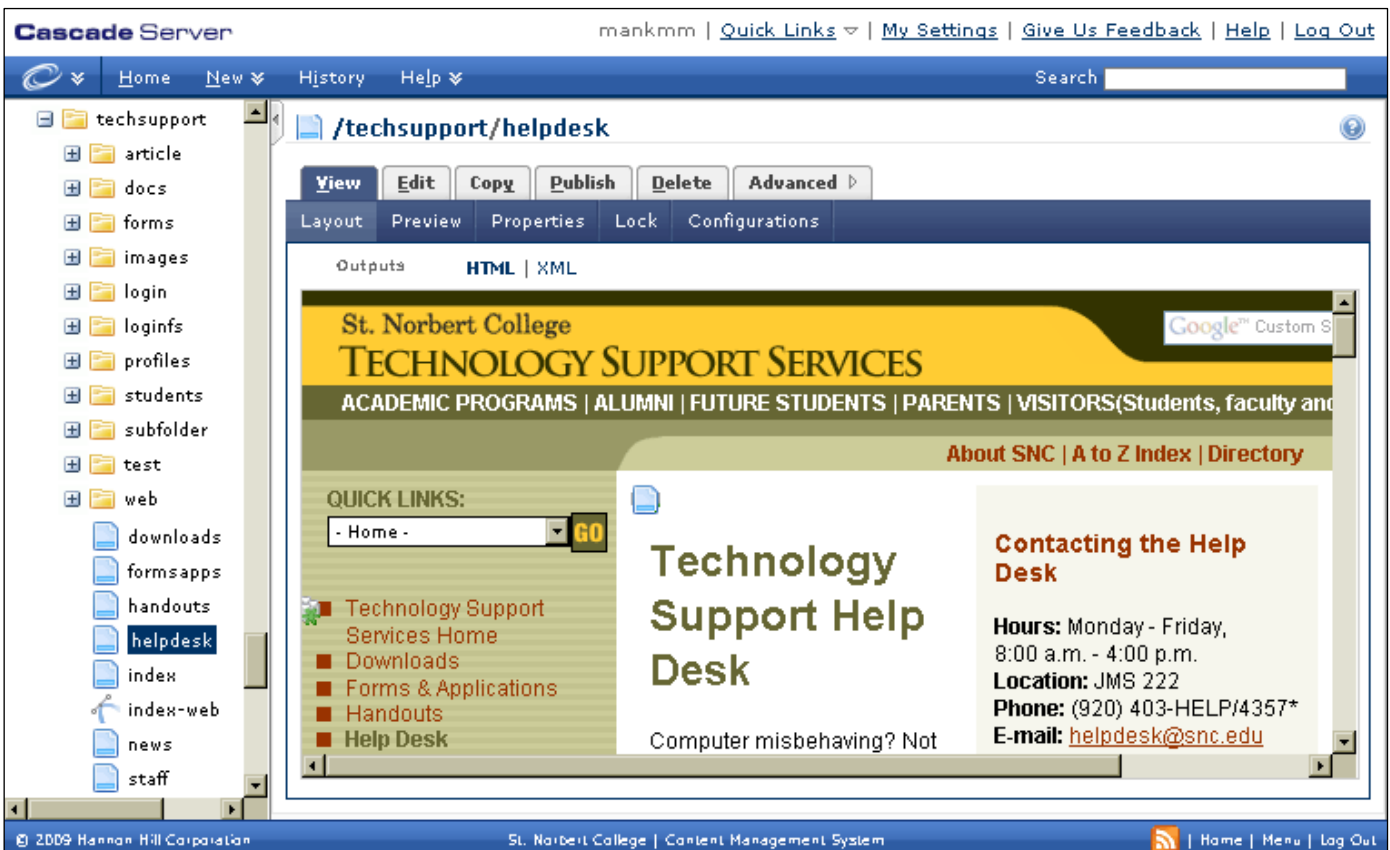 Cascade Server
mankmm | Quick Links | My Settings | Give Us Feedback | Help | Log Out
Home New History Help Search
techsupport
article
docs
forms
images
login
loginfs
profiles
students
subfolder
test
web
downloads
formsapps
handouts
helpdesk
index
index-web
news
staff
/techsupport/helpdesk
View Edit Copy Publish Delete Advanced
Layout Preview Properties Lock Configurations
Outputs HTML | XML
St. Norbert College
TECHNOLOGY SUPPORT SERVICES
Google™ Custom S
ACADEMIC PROGRAMS | ALUMNI | FUTURE STUDENTS | PARENTS | VISITORS(Students, faculty and
About SNC | A to Z Index | Directory
QUICK LINKS:
- Home -
GO
Technology Support
Services Home
Downloads
Forms & Applications
Handouts
Help Desk
Technology
Support Help
Desk
Computer misbehaving? Not
Contacting the Help
Desk
Hours: Monday - Friday,
8:00 a.m. - 4:00 p.m.
Location: JMS 222
Phone: (920) 403-HELP/4357*
E-mail: helpdesk@snc.edu
© 2009 Hannon Hill Corporation
St. Norbert College | Content Management System
| Home | Menu | Log Out